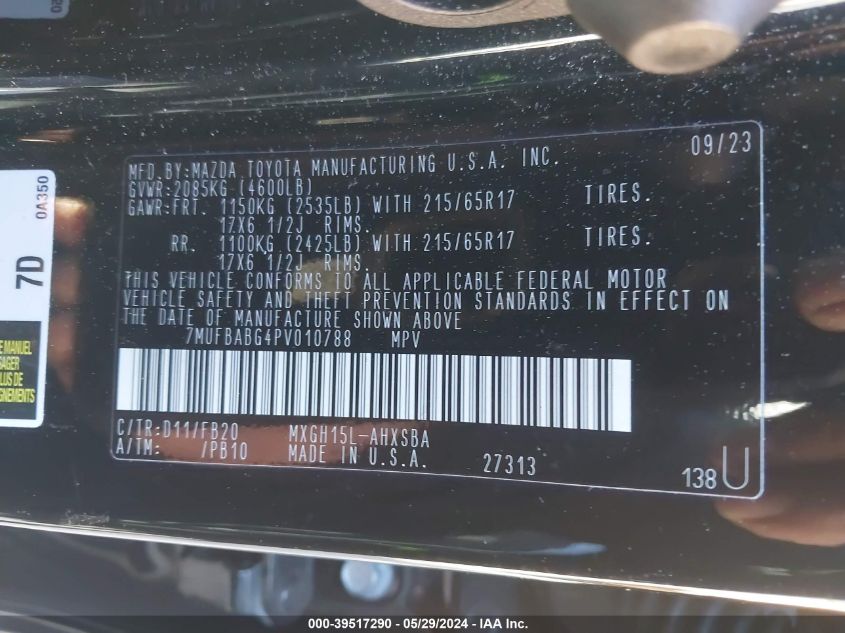 MFD. BY:MAZDA TOYOTA MANUFACTURING U.S.A. INC. 09/23
GVWR:2085KG (4600LB)
GAWR:FRT. 1150KG (2535LB) WITH 215/65R17 TIRES.
17X6 1/2J RIMS.
RR. 1100KG (2425LB) WITH 215/65R17 TIRES.
17X6 1/2J RIMS.
THIS VEHICLE CONFORMS TO ALL APPLICABLE FEDERAL MOTOR
VEHICLE SAFETY AND THEFT PREVENTION STANDARDS IN EFFECT ON
THE DATE OF MANUFACTURE SHOWN ABOVE
7MUFBABG4PV010788 MPV
C/TR:D11/FB20 MXGH15L-AHXSBA
A/TM: /PB10 MADE IN U.S.A. 27313
138U
7D
0A350
MANUEL
PLUS DE
000-39517290 - 05/29/2024 - IAA Inc.